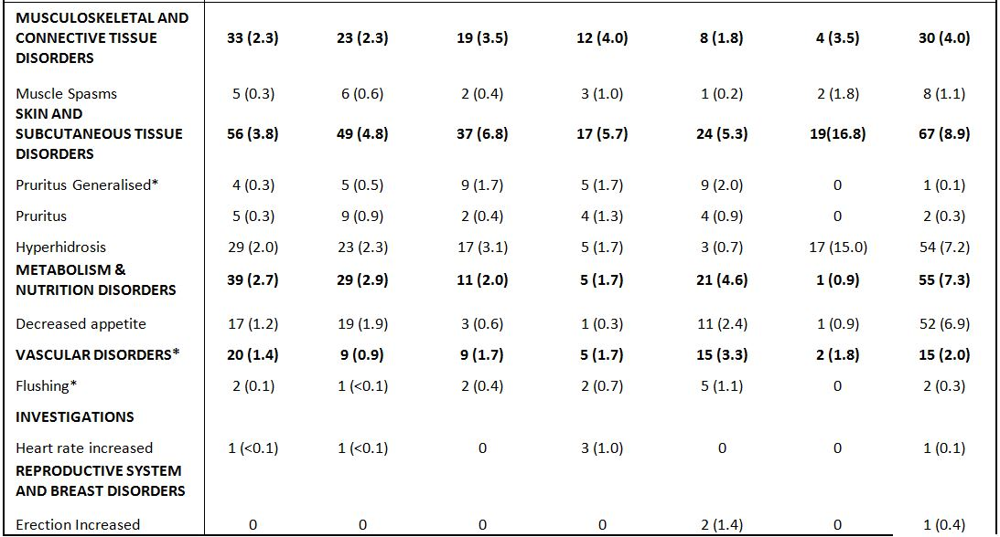 MUSCULOSKELETAL AND
CONNECTIVE TISSUE 33 (2.3) 23 (2.3) 19 (3.5) 12 (4.0) 8 (1.8) 4 (3.5) 30 (4.0)
DISORDERS
Muscle Spasms 5 (0.3) 6 (0.6) 2 (0.4) 3 (1.0) 1 (0.2) 2 (1.8) 8 (1.1)
SKIN AND
SUBCUTANEOUS TISSUE 56 (3.8) 49 (4.8) 37 (6.8) 17 (5.7) 24 (5.3) 19(16.8) 67 (8.9)
DISORDERS
Pruritus Generalised* 4 (0.3) 5 (0.5) 9 (1.7) 5 (1.7) 9 (2.0) 0 1 (0.1)
Pruritus 5 (0.3) 9 (0.9) 2 (0.4) 4 (1.3) 4 (0.9) 0 2 (0.3)
Hyperhidrosis 29 (2.0) 23 (2.3) 17 (3.1) 5 (1.7) 3 (0.7) 17 (15.0) 54 (7.2)
METABOLISM & 39 (2.7) 29 (2.9) 11 (2.0) 5 (1.7) 21 (4.6) 1 (0.9) 55 (7.3)
NUTRITION DISORDERS
Decreased appetite 17 (1.2) 19 (1.9) 3 (0.6) 1 (0.3) 11 (2.4) 1 (0.9) 52 (6.9)
VASCULAR DISORDERS* 20 (1.4) 9 (0.9) 9 (1.7) 5 (1.7) 15 (3.3) 2 (1.8) 15 (2.0)
Flushing* 2 (0.1) 1 (<0.1) 2 (0.4) 2 (0.7) 5 (1.1) 0 2 (0.3)
INVESTIGATIONS
Heart rate increased 1 (<0.1) 1 (<0.1) 0 3 (1.0) 0 0 1 (0.1)
REPRODUCTIVE SYSTEM
AND BREAST DISORDERS
Erection Increased 0 0 0 0 2 (1.4) 0 1 (0.4)